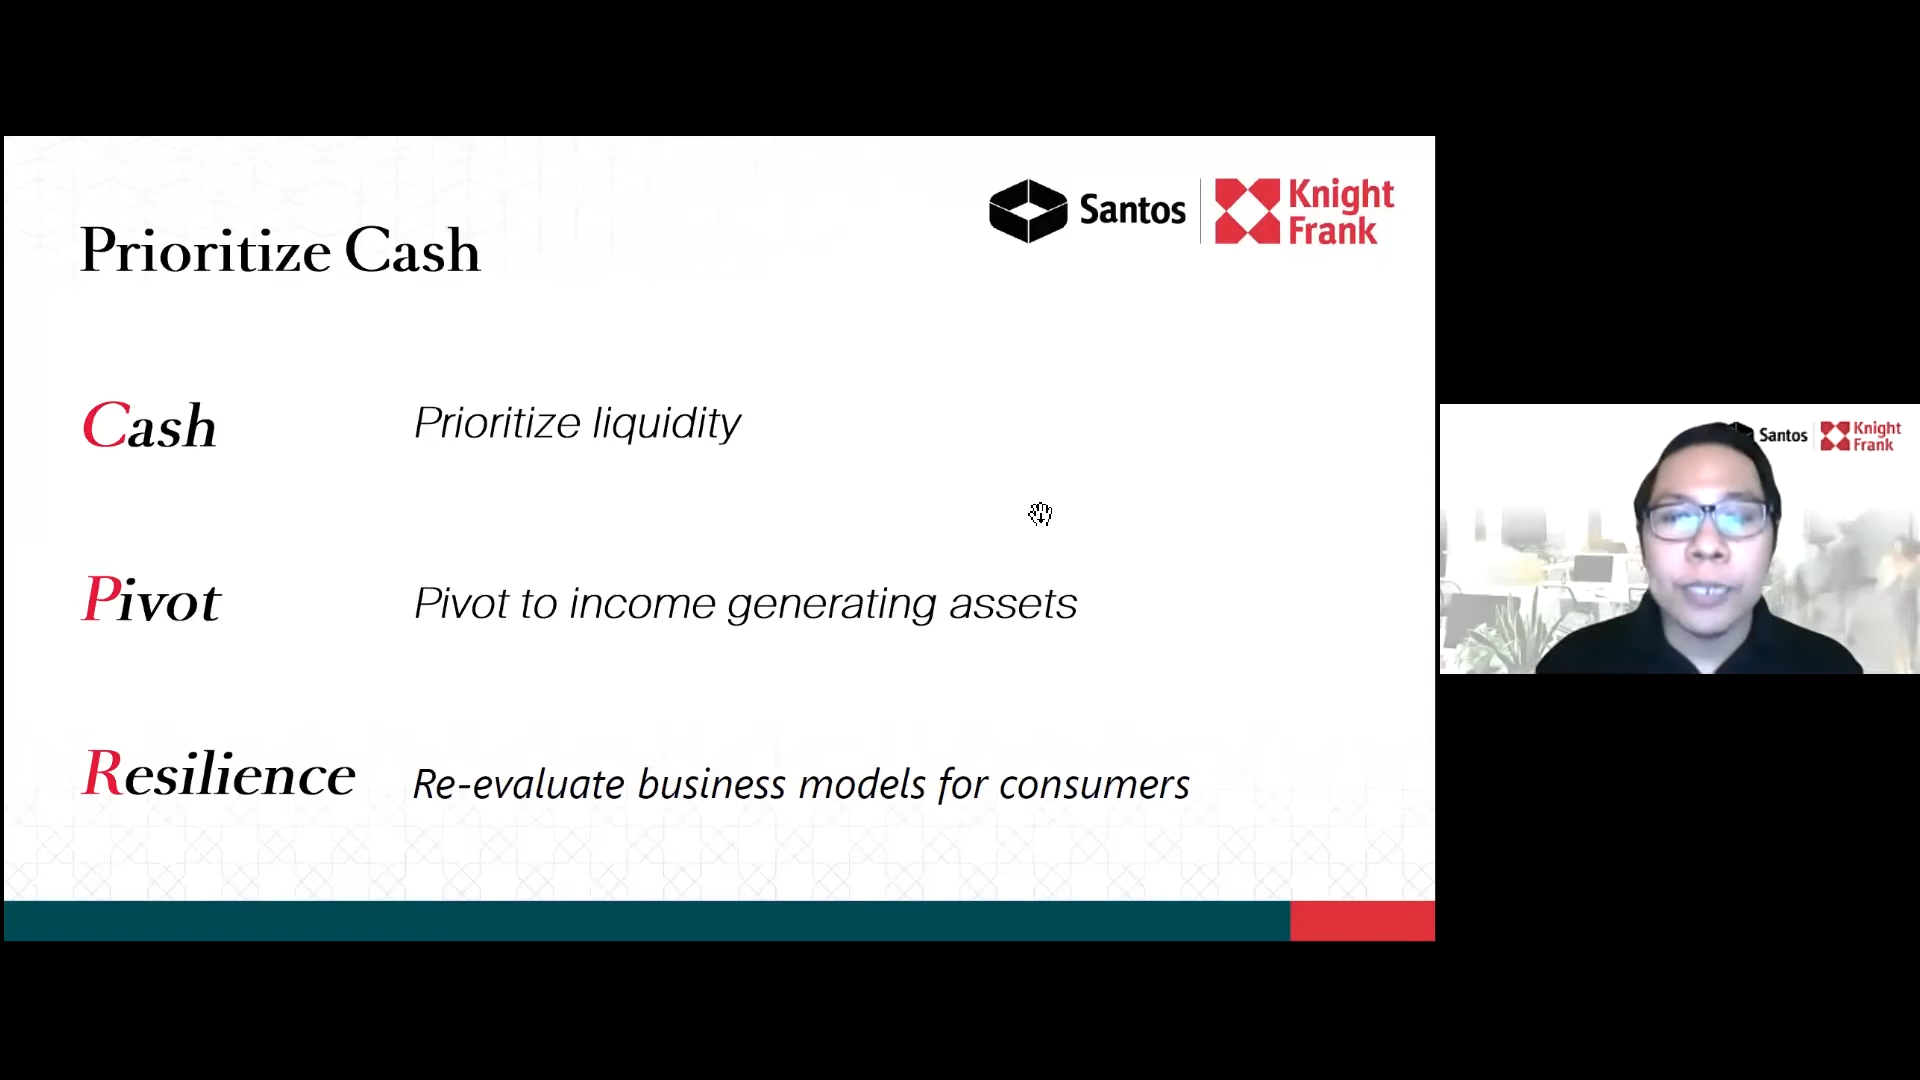 Prioritize Cash
Santos
Knight
Frank
Cash
Prioritize liquidity
Pivot
Pivot to income generating assets
Resilience
Re-evaluate business models for consumers
Santos
Knight
Frank